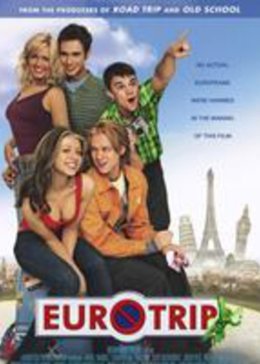 FROM THE PRODUCERS OF ROAD TRIP AND OLD SCHOOL
NO ACTUAL
EUROPEANS
WERE HARMED
IN THE MAKING
OF THIS FILM.
EUROTRIP